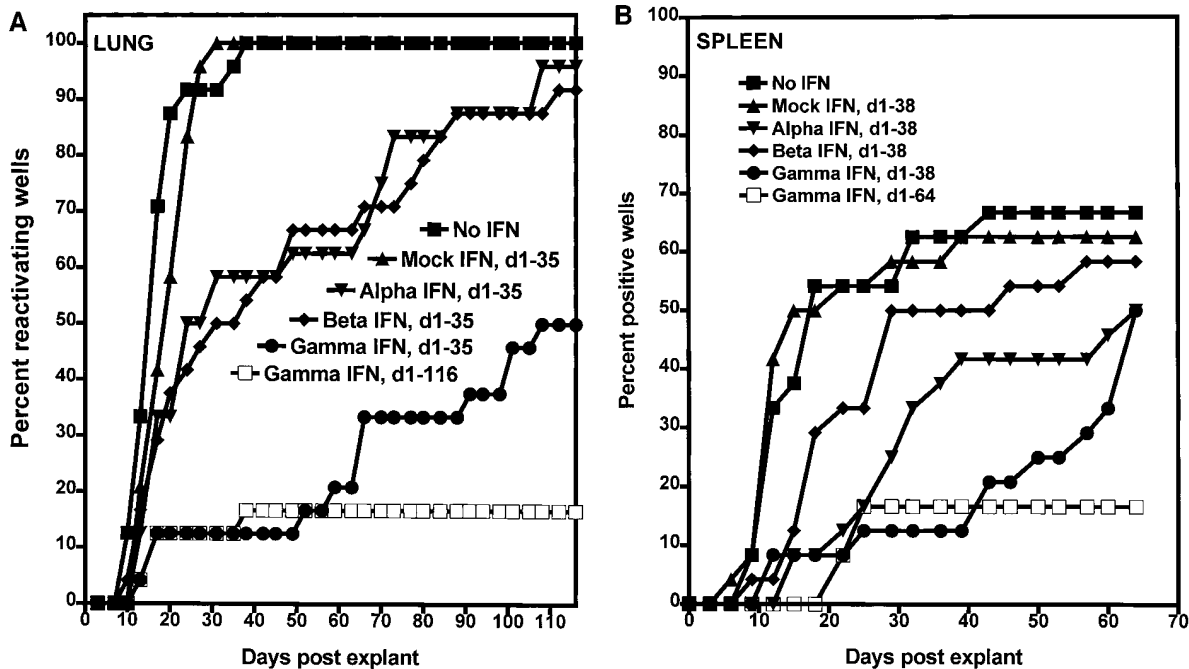 A
LUNG
Percent reactivating wells
100
90
80
70
60
50
40
30
20
10
0
No IFN
Mock IFN, d1-35
Alpha IFN, d1-35
Beta IFN, d1-35
Gamma IFN, d1-35
Gamma IFN, d1-116
0 10 20 30 40 50 60 70 80 90 100 110
Days post explant
B
SPLEEN
Percent positive wells
100
90
80
70
60
50
40
30
20
10
0
No IFN
Mock IFN, d1-38
Alpha IFN, d1-38
Beta IFN, d1-38
Gamma IFN, d1-38
Gamma IFN, d1-64
0 10 20 30 40 50 60 70
Days post explant